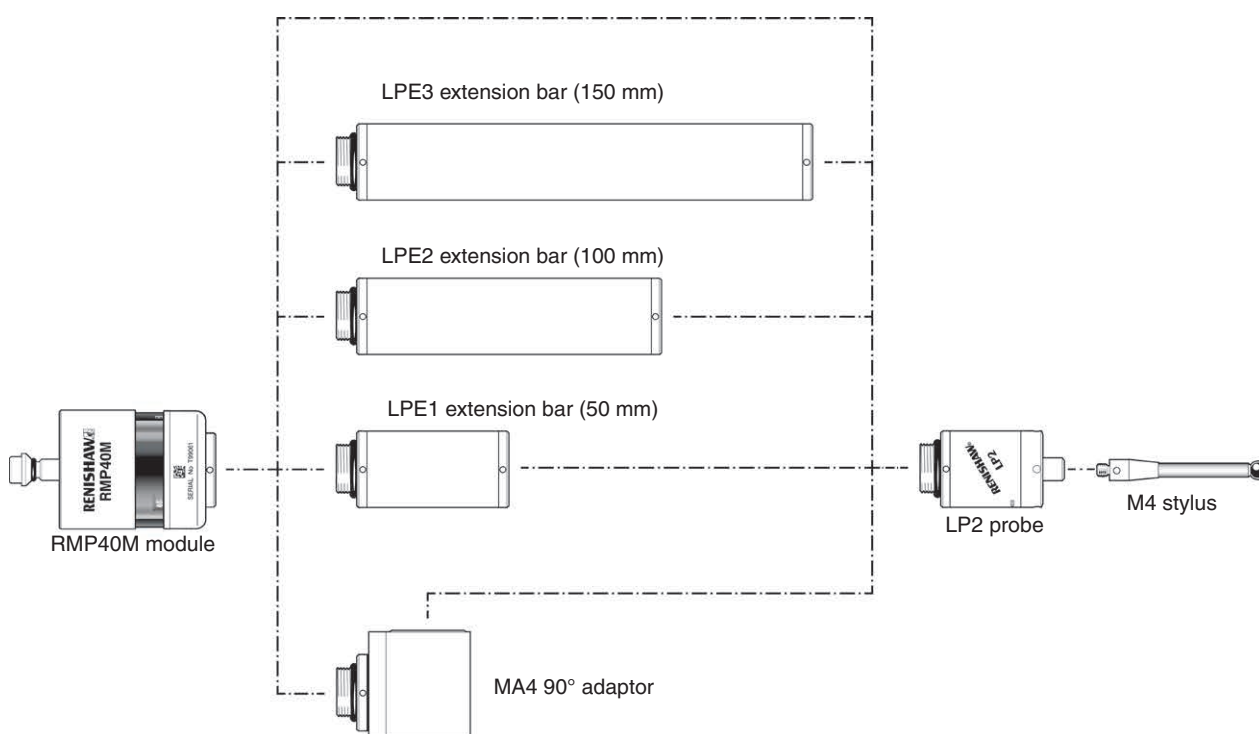 LPE3 extension bar (150 mm)
LPE2 extension bar (100 mm)
LPE1 extension bar (50 mm)
RENISHAW
RMP40M
SERIAL No T99001
RMP40M module
RENISHAW
LP2
LP2 probe
M4 stylus
MA4 90° adaptor